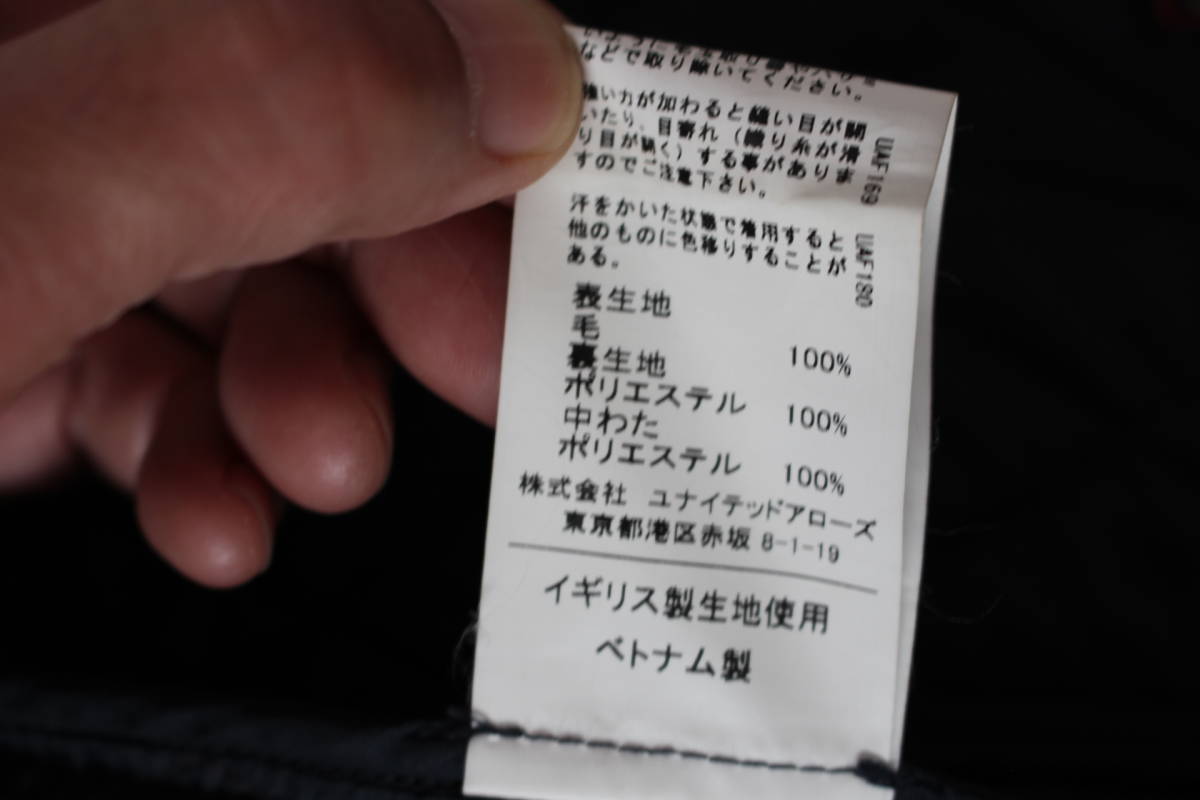 などで取り除いてください。
強い力が加わると縫い目が開
いたり、目寄れ（織り糸が滑
り目が開く）する事がありま
すのでご注意下さい。
UAF169
汗をかいた状態で着用すると
他のものに色移りすることが
ある。
UAF180
表生地
毛 100%
裏生地
ポリエステル 100%
中わた
ポリエステル 100%
株式会社 ユナイテッドアローズ
東京都港区赤坂 8-1-19
イギリス製生地使用
ベトナム製